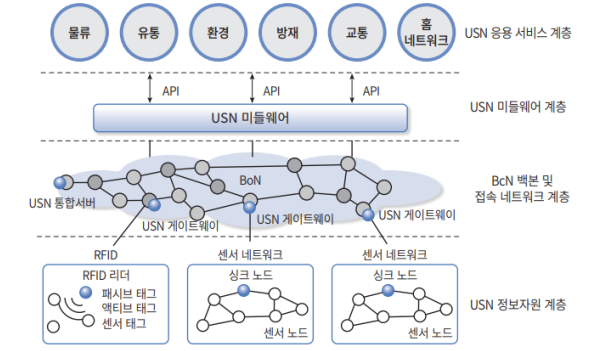 물류
유통
환경
방재
교통
홈
네트워크
USN 응용 서비스 계층
API
API
API
USN 미들웨어
USN 미들웨어 계층
BoN
USN 통합서버
USN 게이트웨이
USN 게이트웨이
USN 게이트웨이
BcN 백본 및
접속 네트워크 계층
RFID
센서 네트워크
센서 네트워크
RFID 리더
패시브 태그
액티브 태그
센서 태그
싱크 노드
센서 노드
싱크 노드
센서 노드
USN 정보자원 계층